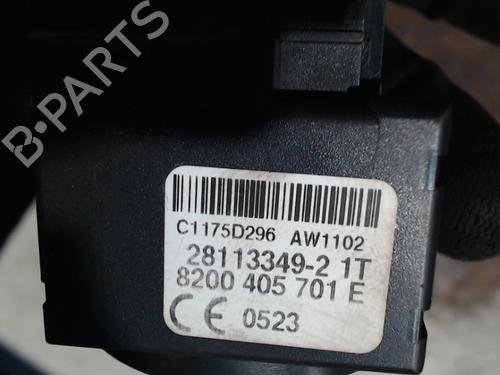 B-PARTS
C1175D296 AW1102
28113349-2 1T
8200 405 701 E
CE 0523